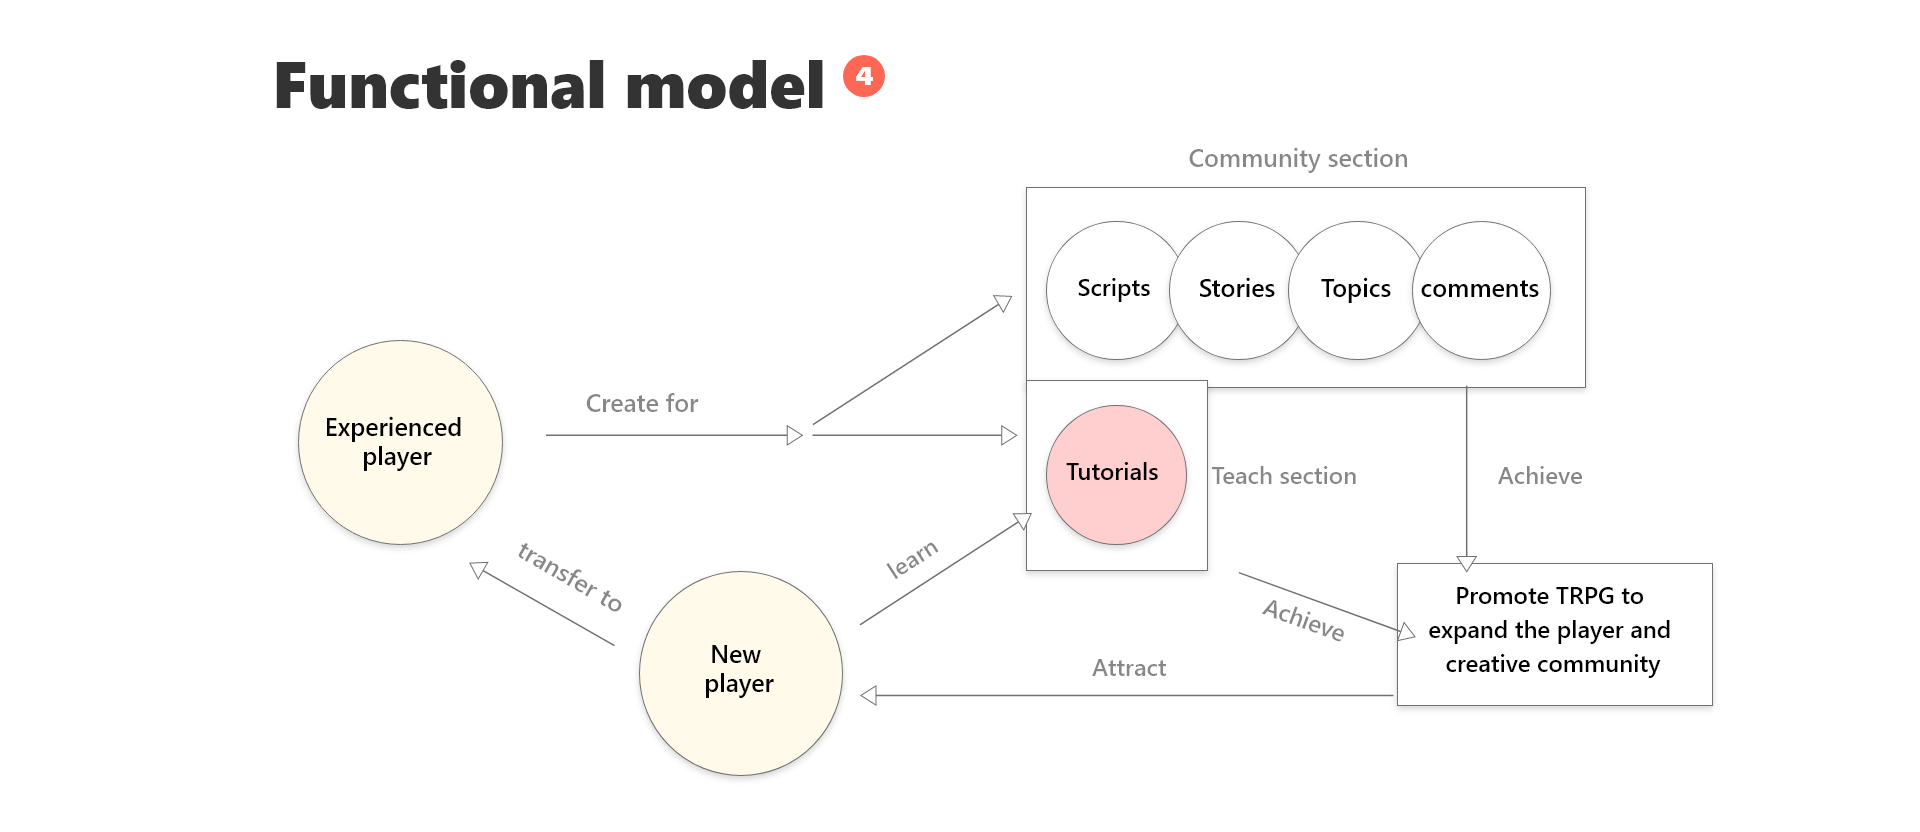 Functional model 4
Community section
Scripts
Stories
Topics
comments
Experienced
player
Create for
Tutorials
Teach section
Achieve
transfer to
learn
New
player
Achieve
Promote TRPG to
expand the player and
creative community
Attract